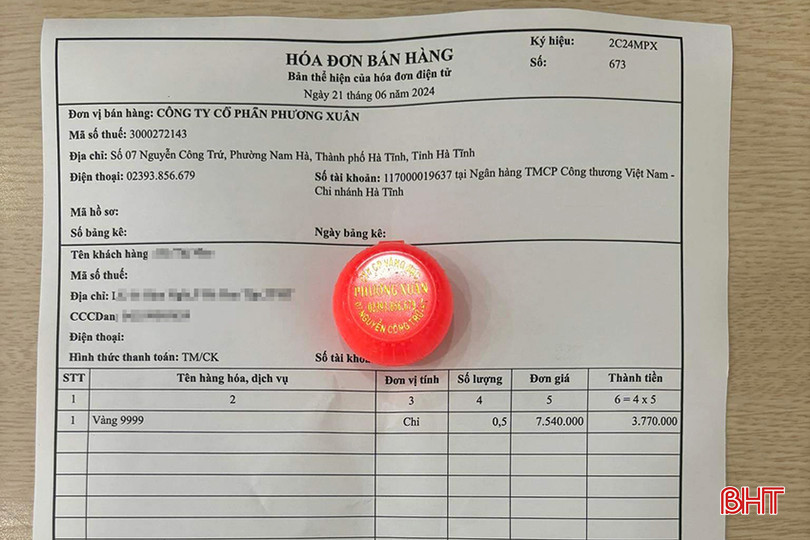 HÓA ĐƠN BÁN HÀNG
Bản thể hiện của hóa đơn điện tử
Ngày 21 tháng 06 năm 2024
Ký hiệu: 2C24MPX
Số: 673
Đơn vị bán hàng: CÔNG TY CỔ PHẦN PHƯƠNG XUÂN
Mã số thuế: 3000272143
Địa chỉ: Số 07 Nguyễn Công Trứ, Phường Nam Hà, Thành phố Hà Tĩnh, Tỉnh Hà Tĩnh
Điện thoại: 02393.856.679
Số tài khoản: 117000019637 tại Ngân hàng TMCP Công thương Việt Nam -
Chi nhánh Hà Tĩnh
Mã hồ sơ:
Số bảng kê:
Ngày bảng kê:
Tên khách hàng
Mã số thuế:
Địa chỉ:
CCCDan
Điện thoại:
Hình thức thanh toán: TM/CK
Số tài
PHƯƠNG XUÂN
02393.856.679
07 NGUYỄN CÔNG TRỨ
STT Tên hàng hóa, dịch vụ Đơn vị tính Số lượng Đơn giá Thành tiền
1 2 3 4 5 6 = 4 x 5
1 Vàng 9999 Chỉ 0,5 7.540.000 3.770.000
BHT